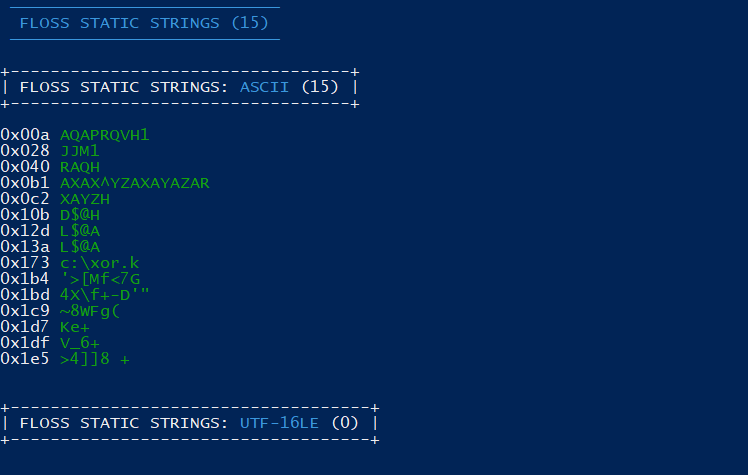 FLOSS STATIC STRINGS (15)
+----------------------------------+
| FLOSS STATIC STRINGS: ASCII (15) |
+----------------------------------+
0x00a AQAPRQVH1
0x028 JJM1
0x040 RAQH
0x0b1 AXAX^YZAXAYAZAR
0x0c2 XAYZH
0x10b D$@H
0x12d L$@A
0x13a L$@A
0x173 c:\xor.k
0x1b4 '>[Mf<7G
0x1bd 4X\f+-D'"
0x1c9 ~8WFg(
0x1d7 Ke+
0x1df V_6+
0x1e5 >4]]8 +
+------------------------------------+
| FLOSS STATIC STRINGS: UTF-16LE (0) |
+------------------------------------+